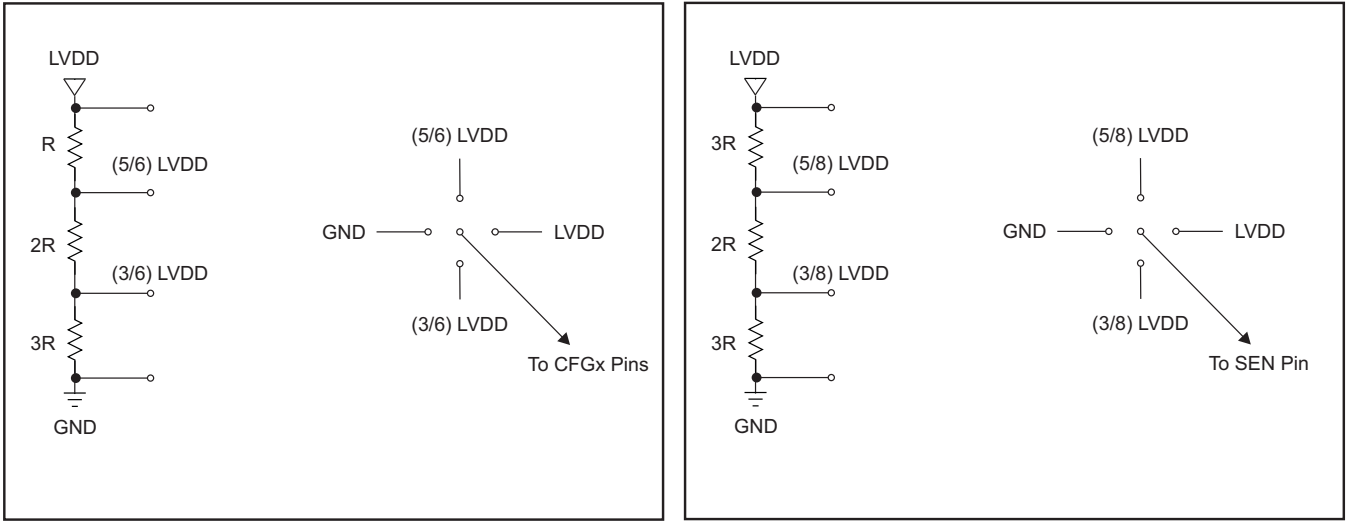 LVDD
R
(5/6) LVDD
2R
(3/6) LVDD
3R
GND
(5/6) LVDD
GND
LVDD
(3/6) LVDD
To CFGx Pins
LVDD
3R
(5/8) LVDD
2R
(3/8) LVDD
3R
GND
(5/8) LVDD
GND
LVDD
(3/8) LVDD
To SEN Pin